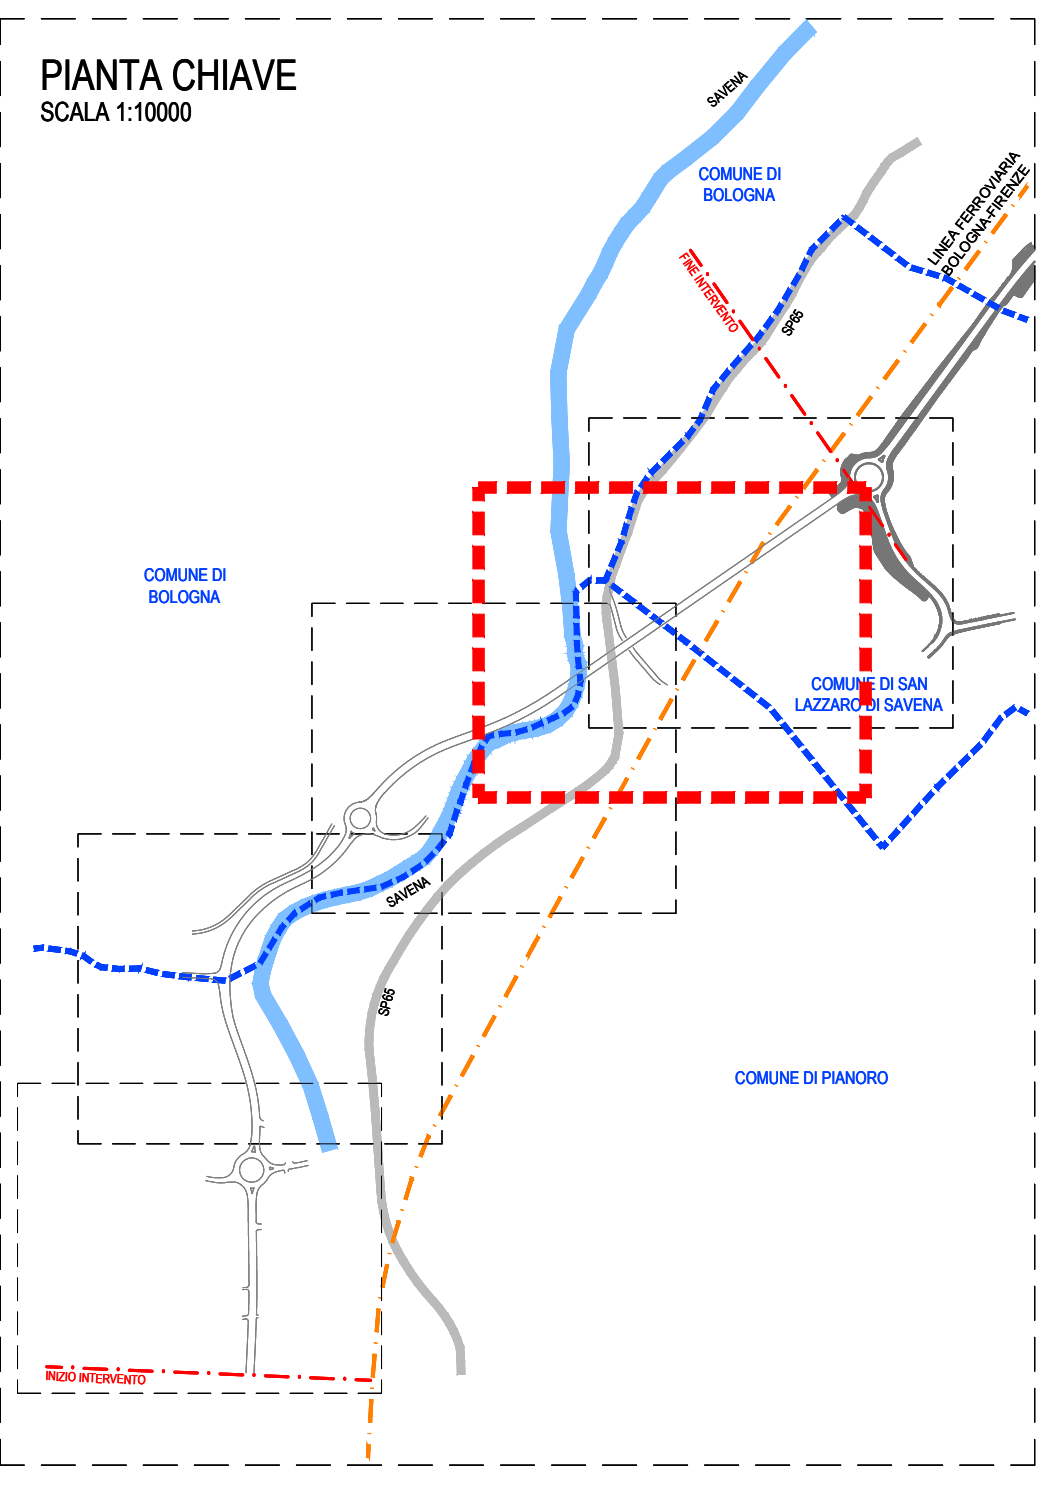 PIANTA CHIAVE
SCALA 1:10000
SAVENA
COMUNE DI
BOLOGNA
LINEA FERROVIARIA
BOLOGNA-FIRENZE
FINE INTERVENTO
SP65
COMUNE DI
BOLOGNA
COMUNE DI SAN
LAZZARO DI SAVENA
SAVENA
SP65
COMUNE DI PIANORO
INIZIO INTERVENTO